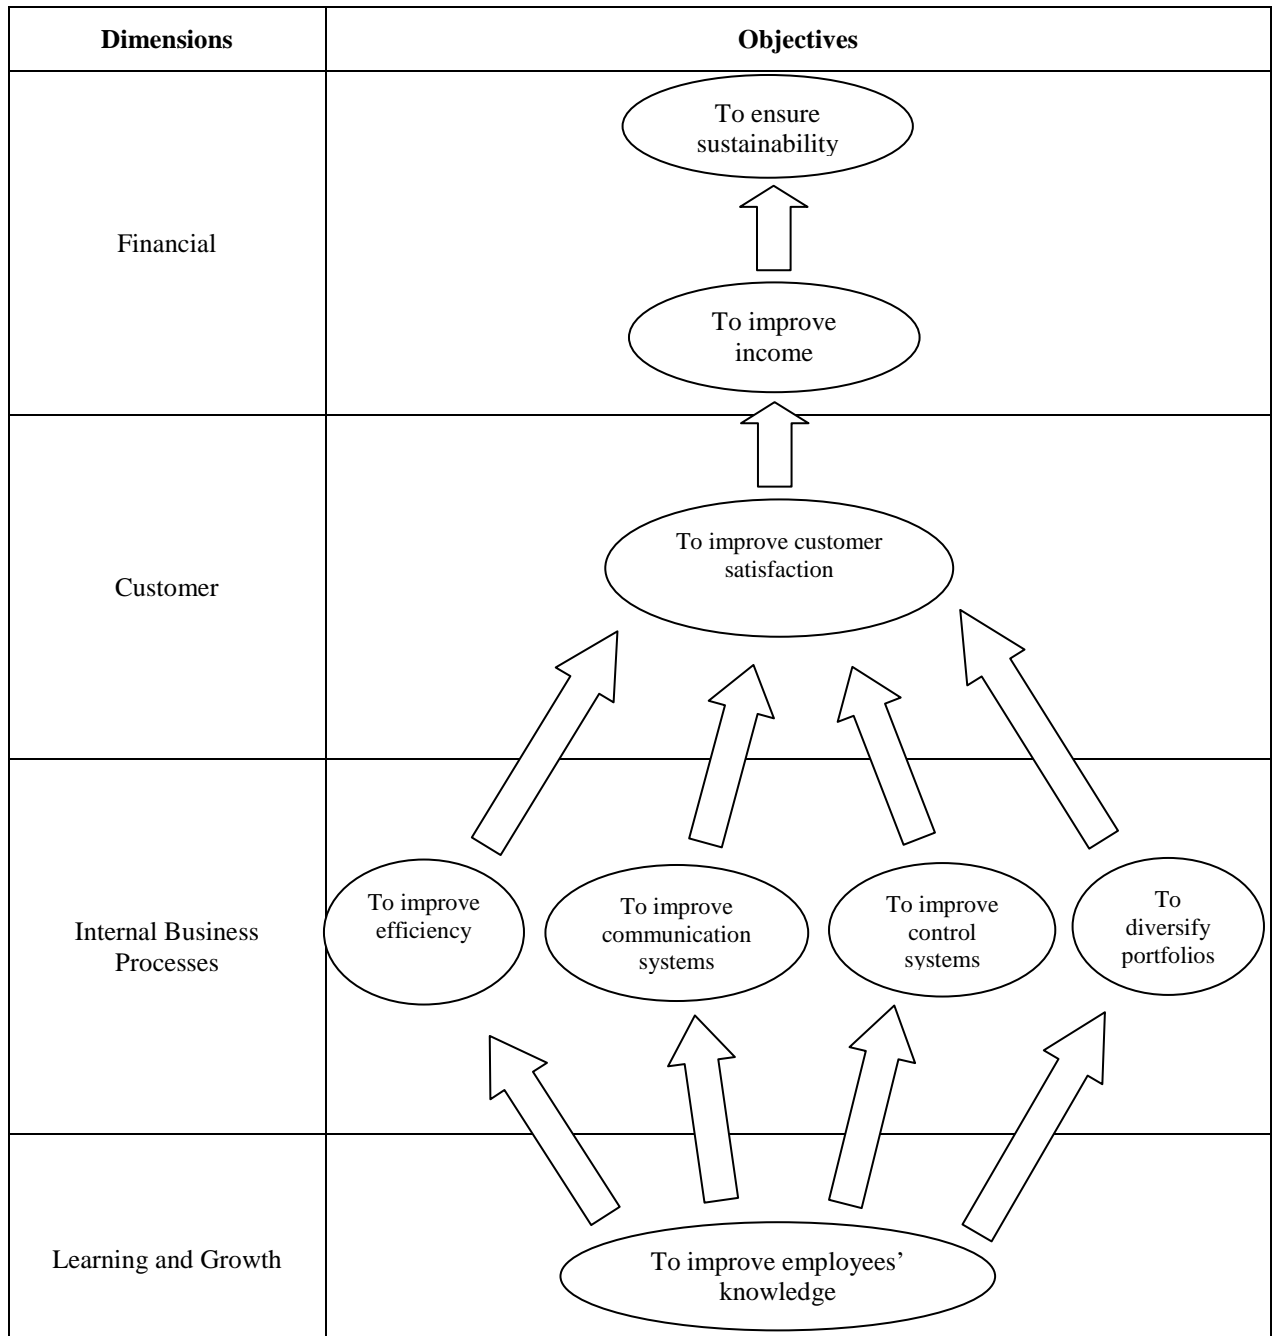 Dimensions
Objectives
Financial
To ensure
sustainability
To improve
income
Customer
To improve customer
satisfaction
Internal Business
Processes
To improve
efficiency
To improve
communication
systems
To improve
control
systems
To
diversify
portfolios
Learning and Growth
To improve employees’
knowledge